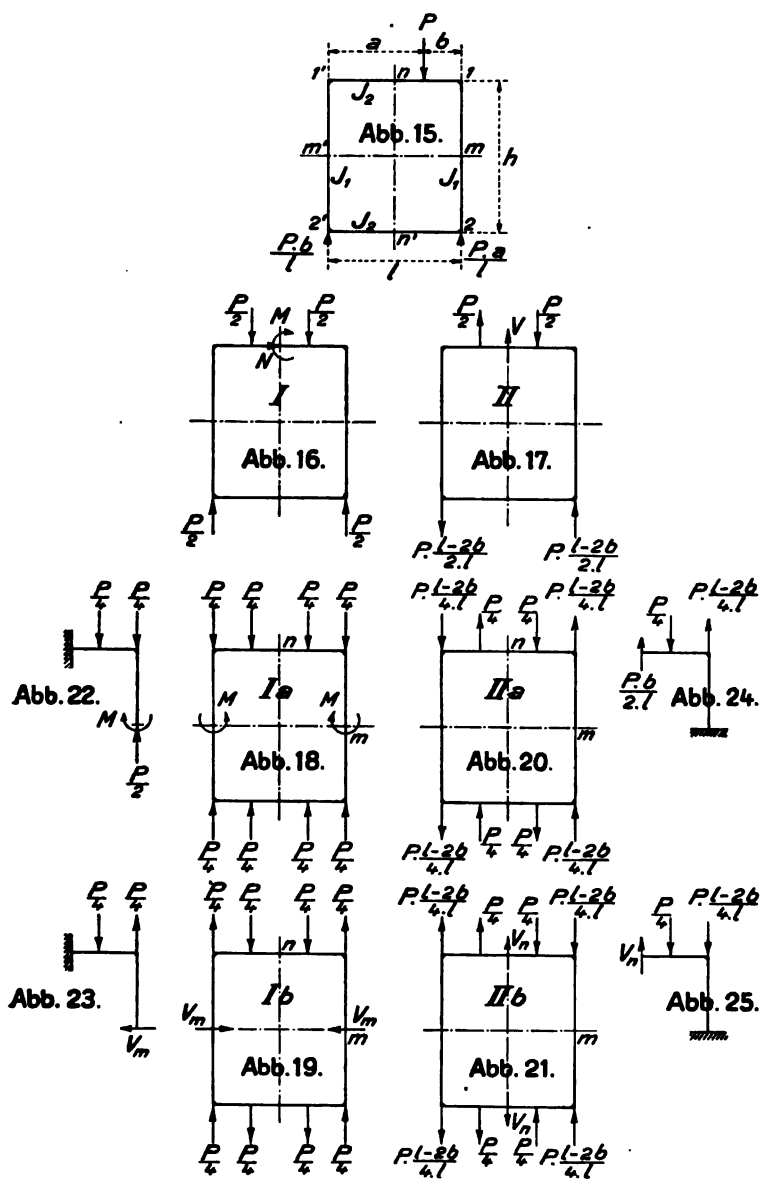 P
a b
1' n 1
J₂
Abb. 15.
m' m h
J₁ J₁
2' J₂ 2
n'
P.b/l l P.a/l
P/2 M P/2
N
I
Abb. 16.
P/2 P/2
P/2 V P/2
II
Abb. 17.
P.l-2b/2.l P.l-2b/2.l
P/4 P/4
Abb. 22.
M
P/2
P/4 P/4 P/4 P/4
n
I a
M M
m
Abb. 18.
P/4 P/4 P/4 P/4
P.l-2b/4.l P/4 P/4 P.l-2b/4.l
n
II a
m
Abb. 20.
P.l-2b/4.l P/4 P/4 P.l-2b/4.l
P/4 P.l-2b/4.l
P.b/2.l
Abb. 24.
P/4 P/4
Abb. 23.
Vm
P/4 P/4 P/4 P/4
n
I b
Vm Vm
m
Abb. 19.
P/4 P/4 P/4 P/4
P.l-2b/4.l P/4 P/4 P.l-2b/4.l
Vn
II b
m
Abb. 21.
Vn
P.l-2b/4.l P/4 P/4 P.l-2b/4.l
P/4 P.l-2b/4.l
Vn
Abb. 25.